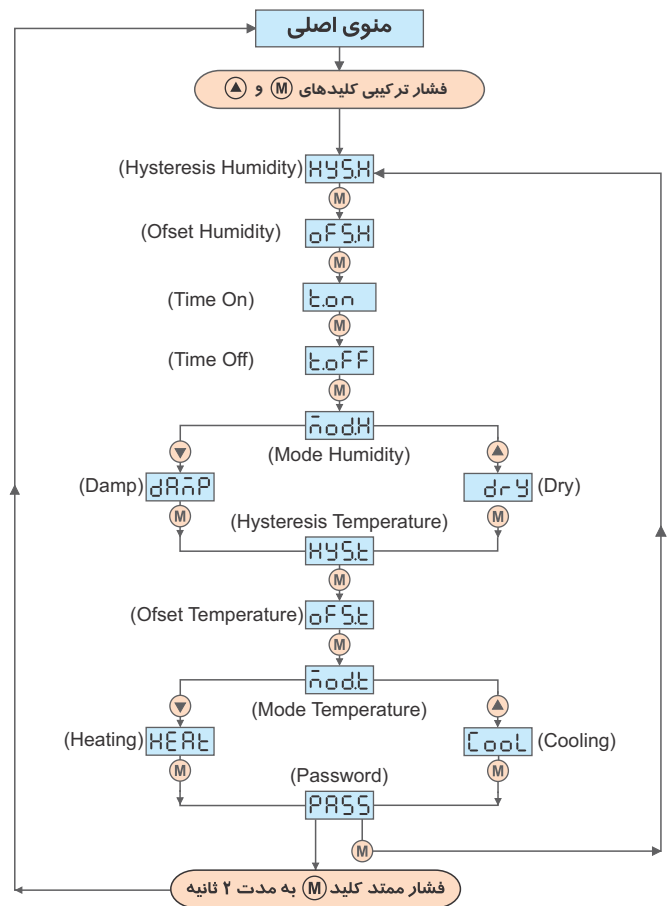 منوی اصلی
فشار ترکیبی کلیدهای M و ▲
(Hysteresis Humidity) HYS.H
M
(Ofset Humidity) oFS.H
M
(Time On) t.on
M
(Time Off) t.oFF
M
mod.H
(Mode Humidity)
▼ ▲
(Damp) dAmP
drY (Dry)
M M
(Hysteresis Temperature)
HYS.t
M
(Ofset Temperature) oFS.t
M
mod.t
(Mode Temperature)
▼ ▲
(Heating) HEAt
CooL (Cooling)
M M
(Password)
PASS
M
فشار ممتد کلید M به مدت ۲ ثانیه